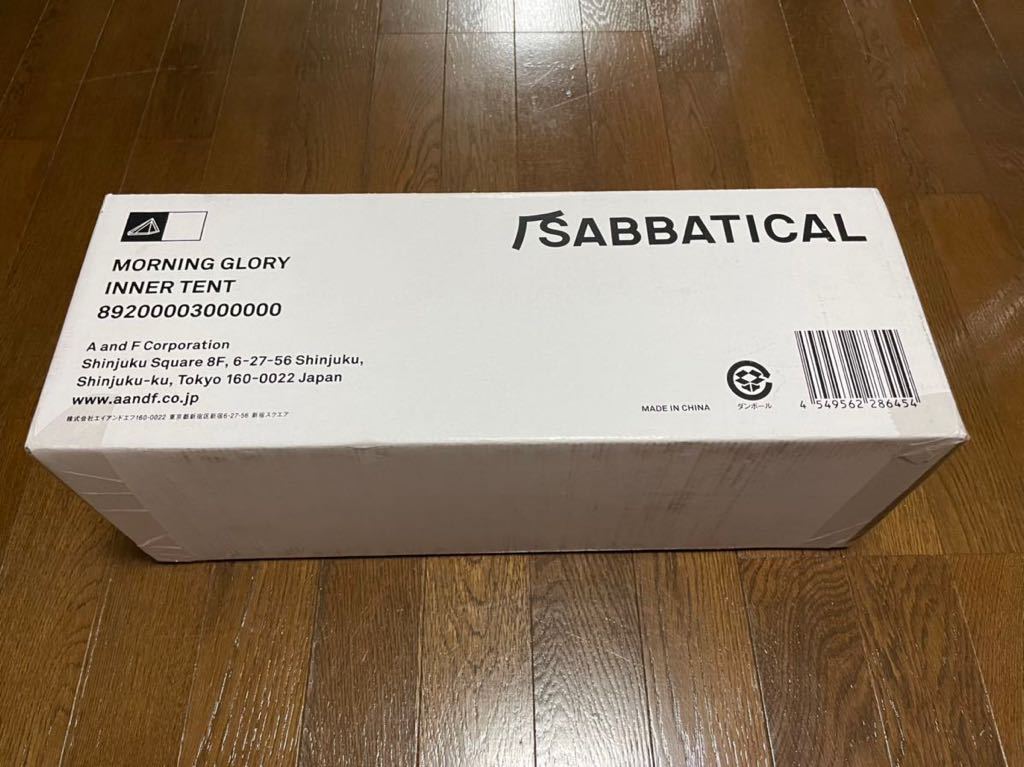 SABBATICAL
MORNING GLORY
INNER TENT
89200003000000
A and F Corporation
Shinjuku Square 8F, 6-27-56 Shinjuku,
Shinjuku-ku, Tokyo 160-0022 Japan
www.aandf.co.jp
株式会社エイアンドエフ160-0022 東京都新宿区新宿6-27-56 新宿スクエア
MADE IN CHINA
ダンボール
4 549562 286454